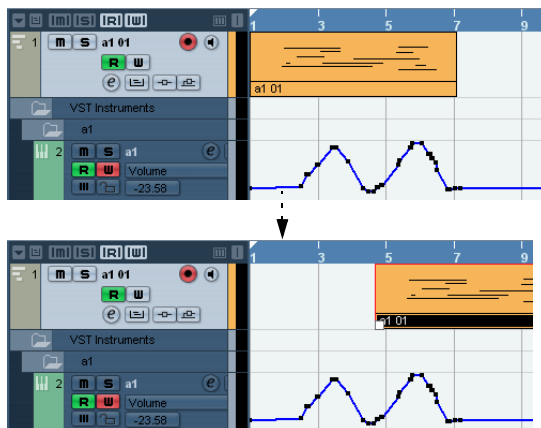 M S R W
1 3 5 7 9
1 M S a1 01
R W
e
a1 01
VST Instruments
a1
2 M S a1 e
R W Volume
-23.58
M S R W
1 3 5 7 9
1 M S a1 01
R W
e
a1 01
VST Instruments
a1
2 M S a1 e
R W Volume
-23.58